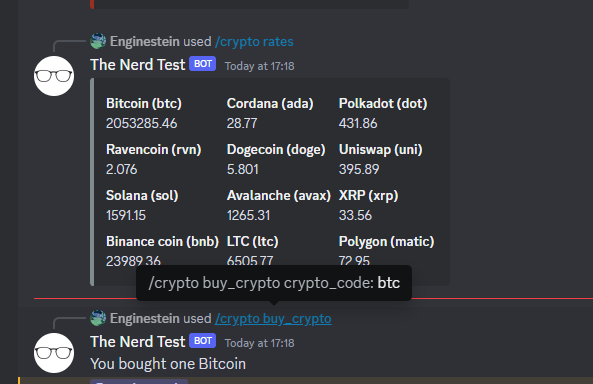 Enginestein used /crypto rates
The Nerd Test BOT Today at 17:18
Bitcoin (btc) Cordana (ada) Polkadot (dot)
2053285.46 28.77 431.86
Ravencoin (rvn) Dogecoin (doge) Uniswap (uni)
2.076 5.801 395.89
Solana (sol) Avalanche (avax) XRP (xrp)
1591.15 1265.31 33.56
Binance coin (bnb) LTC (ltc) Polygon (matic)
23989.36 6505.77 72.95
/crypto buy_crypto crypto_code: btc
Enginestein used /crypto buy_crypto
The Nerd Test BOT Today at 17:18
You bought one Bitcoin